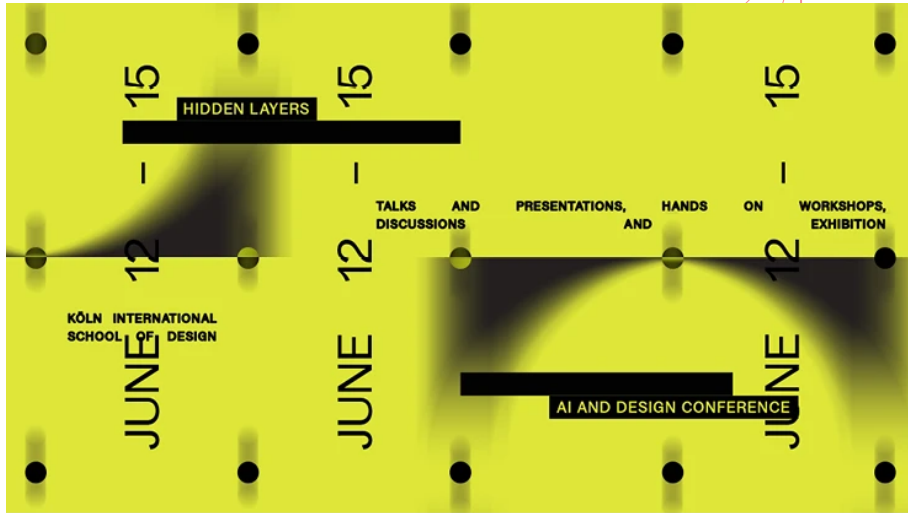 HIDDEN LAYERS
TALKS AND PRESENTATIONS, HANDS ON WORKSHOPS,
DISCUSSIONS AND EXHIBITION
KÖLN INTERNATIONAL
SCHOOL OF DESIGN
AI AND DESIGN CONFERENCE
JUNE 12 – 15
JUNE 12 – 15
JUNE 12 – 15